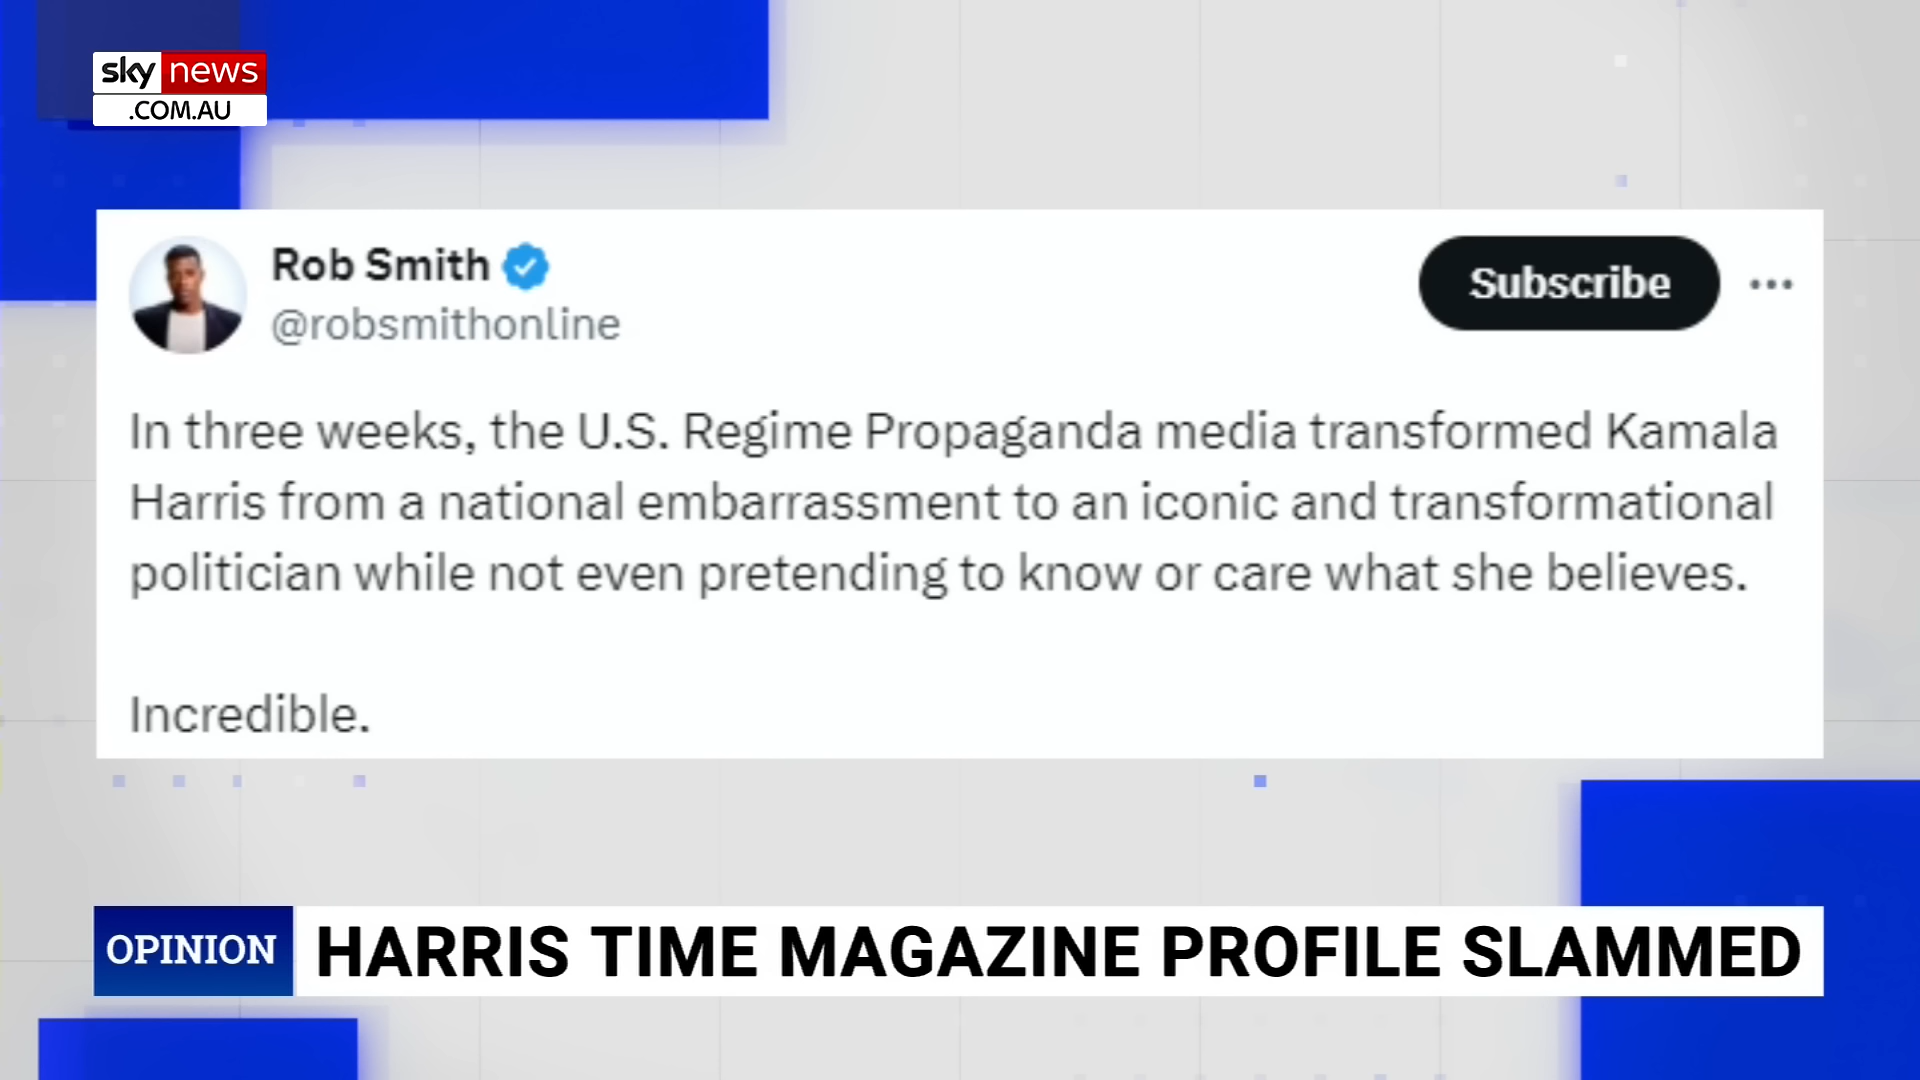 sky news
.COM.AU
Rob Smith
@robsmithonline
Subscribe
In three weeks, the U.S. Regime Propaganda media transformed Kamala
Harris from a national embarrassment to an iconic and transformational
politician while not even pretending to know or care what she believes.
Incredible.
OPINION HARRIS TIME MAGAZINE PROFILE SLAMMED